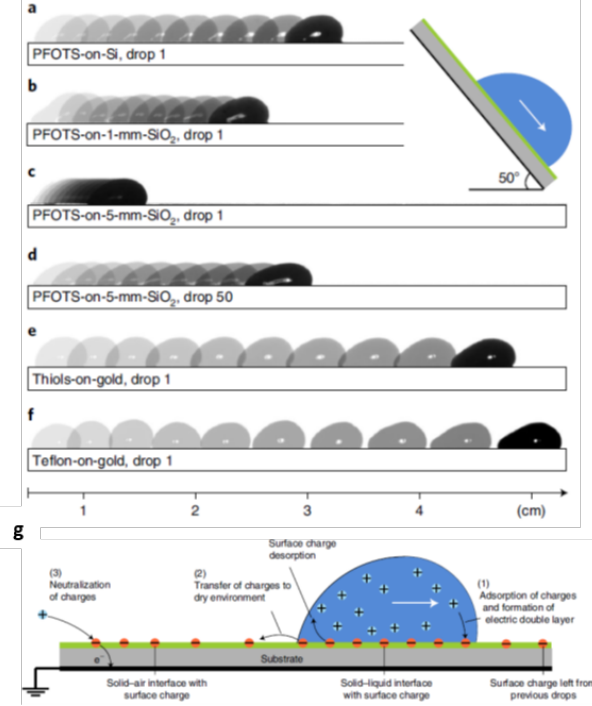 a
PFOTS-on-Si, drop 1
b
PFOTS-on-1-mm-SiO₂, drop 1
50°
c
PFOTS-on-5-mm-SiO₂, drop 1
d
PFOTS-on-5-mm-SiO₂, drop 50
e
Thiols-on-gold, drop 1
f
Teflon-on-gold, drop 1
1 2 3 4 (cm)
g
Surface charge
desorption
(3)
Neutralization
of charges
(2)
Transfer of charges to
dry environment
(1)
Adsorption of charges
and formation of
electric double layer
+
+
+
+
+
+
+
+
+
+
+
+
e⁻
Substrate
Solid–air interface with
surface charge
Solid–liquid interface
with surface charge
Surface charge left from
previous drops